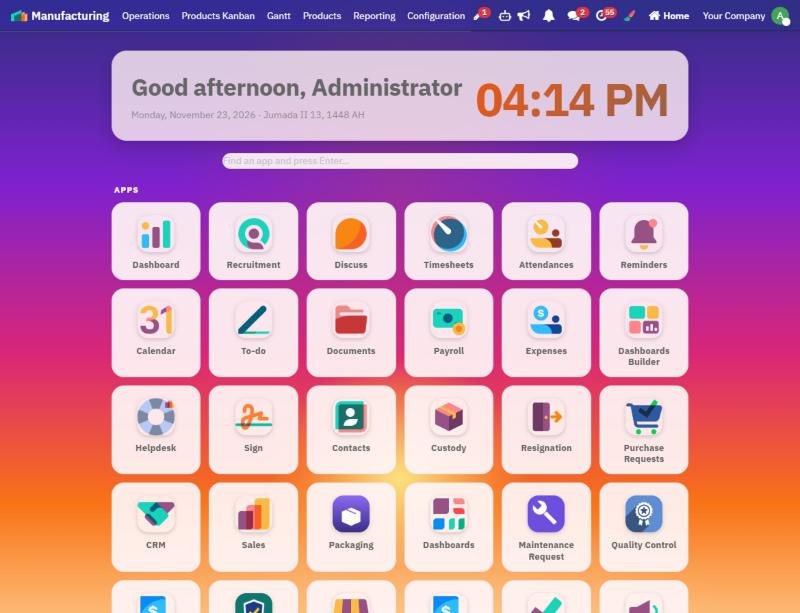 Manufacturing Operations Products Kanban Gantt Products Reporting Configuration 1 2 55 Home Your Company A
Good afternoon, Administrator
04:14 PM
Monday, November 23, 2026 · Jumada II 13, 1448 AH
Find an app and press Enter...
APPS
Dashboard Recruitment Discuss Timesheets Attendances Reminders
31
Calendar To-do Documents Payroll Expenses Dashboards
Builder
Helpdesk Sign Contacts Custody Resignation Purchase
Requests
CRM Sales Packaging Dashboards Maintenance Quality Control
Request